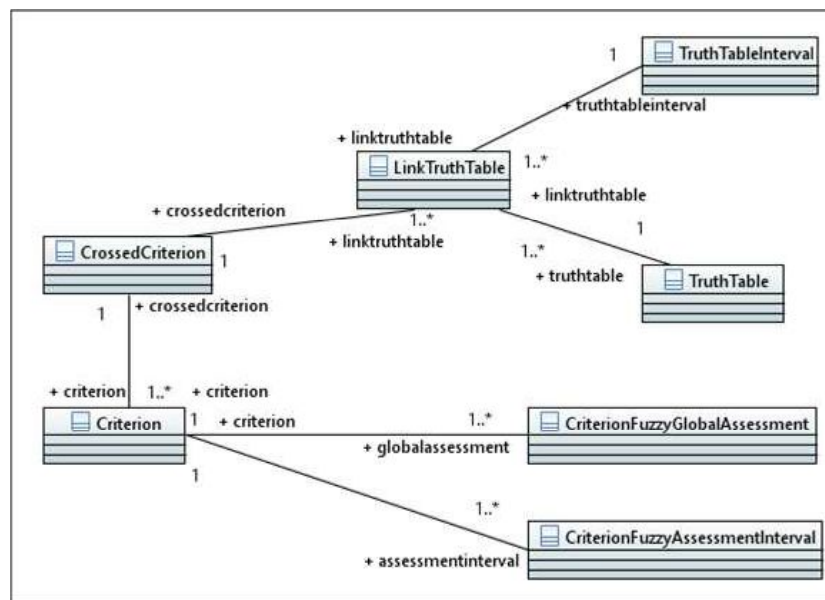 1
TruthTableInterval
+ truthtableinterval
+ linktruthtable
LinkTruthTable
1..*
+ linktruthtable
+ crossedcriterion
1..*
+ linktruthtable
1
CrossedCriterion
1
1..*
+ truthtable
TruthTable
+ crossedcriterion
1
+ criterion
1..*
+ criterion
Criterion
1
+ criterion
1..*
CriterionFuzzyGlobalAssessment
+ globalassessment
1
1..*
CriterionFuzzyAssessmentInterval
+ assessmentinterval